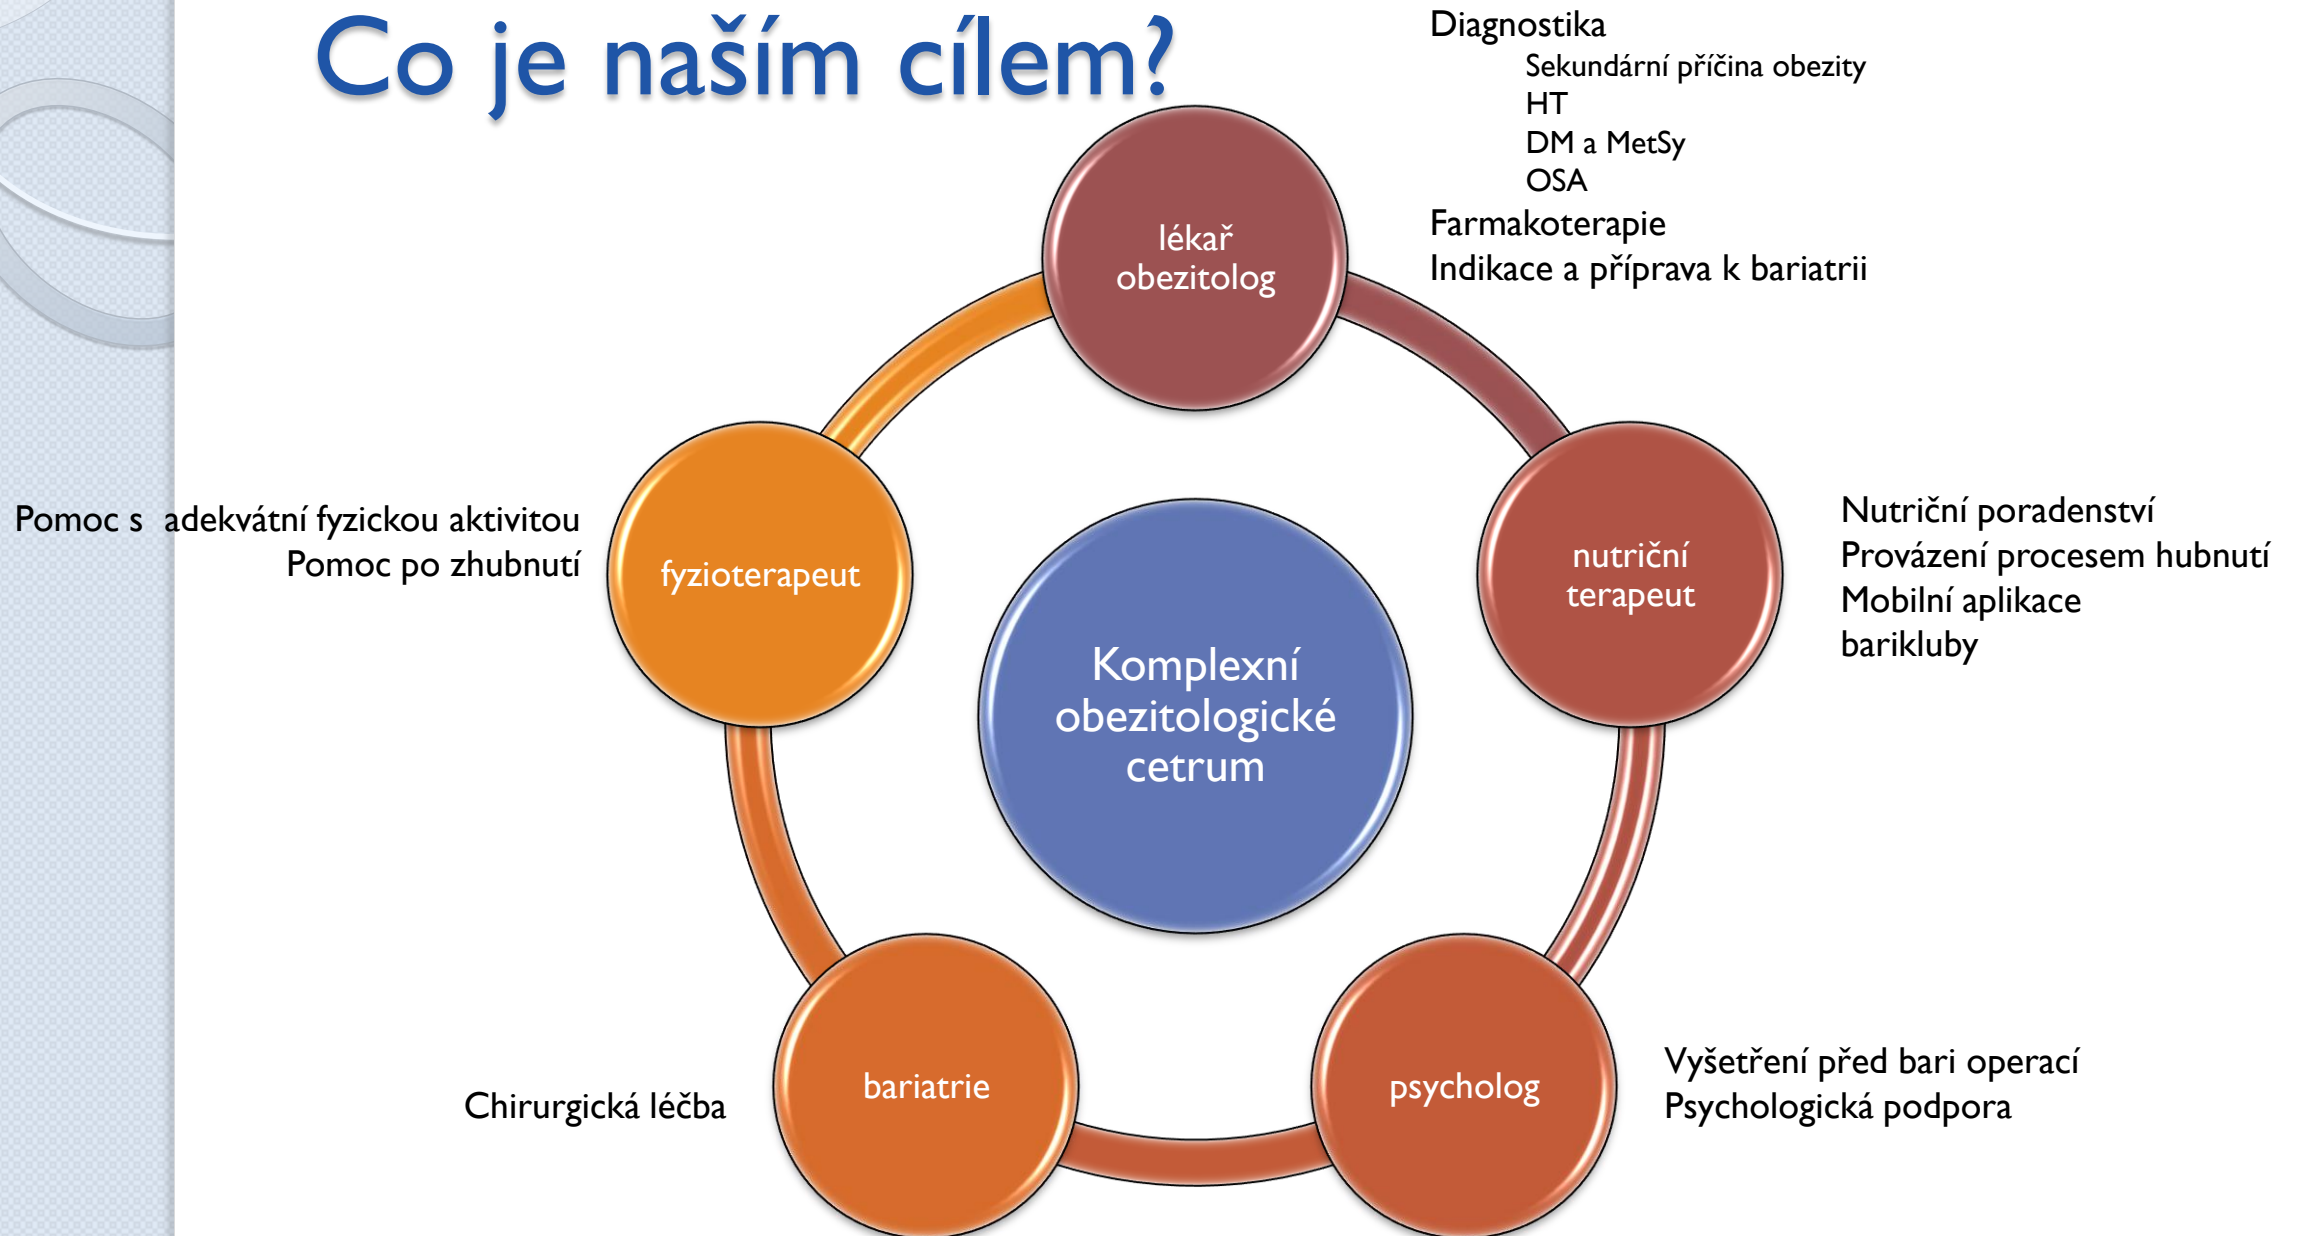 Co je naším cílem?
Diagnostika
Sekundární příčina obezity
HT
DM a MetSy
OSA
Farmakoterapie
Indikace a příprava k bariatrii
lékař
obezitolog
nutriční
terapeut
Nutriční poradenství
Provázení procesem hubnutí
Mobilní aplikace
barikluby
psycholog
Vyšetření před bari operací
Psychologická podpora
bariatrie
Chirurgická léčba
fyzioterapeut
Pomoc s  adekvátní fyzickou aktivitou
Pomoc po zhubnutí
Komplexní
obezitologické
cetrum